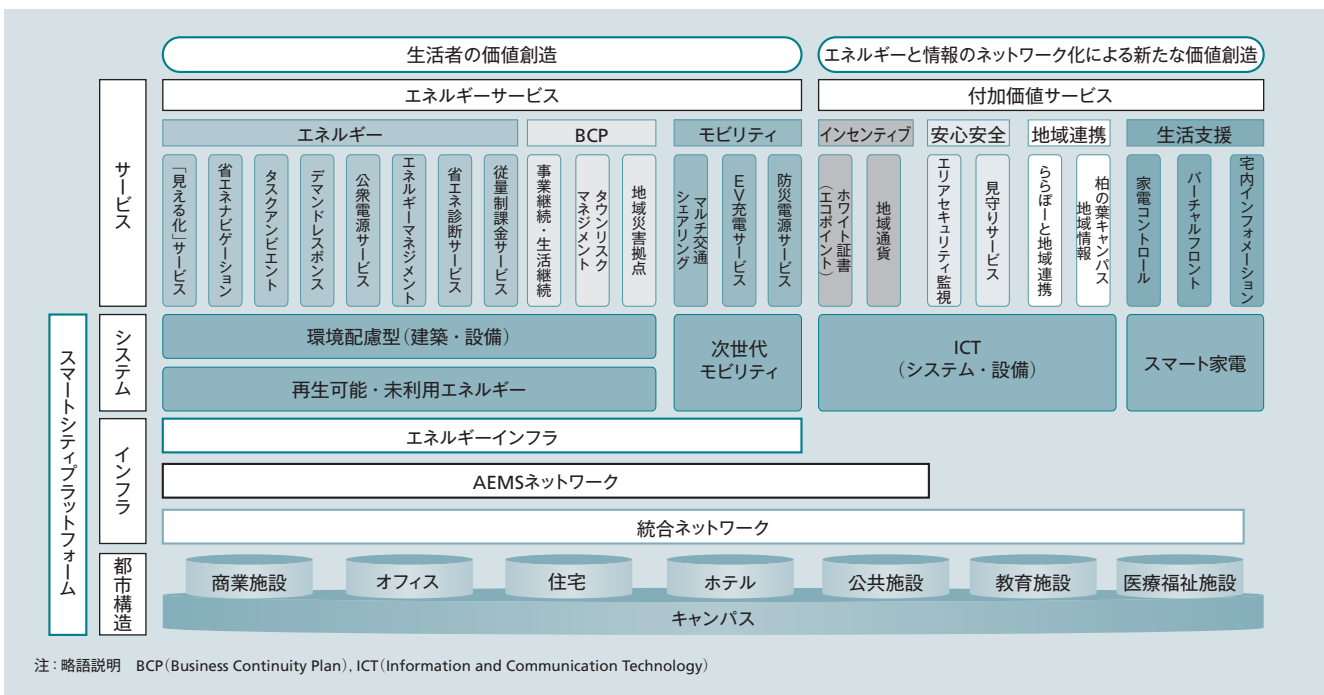 生活者の価値創造
エネルギーと情報のネットワーク化による新たな価値創造
エネルギーサービス
付加価値サービス
サービス
エネルギー
BCP
モビリティ
インセンティブ
安心安全
地域連携
生活支援
「見える化」サービス
省エネナビゲーション
タスクアンビエント
デマンドレスポンス
公衆電源サービス
エネルギーマネジメント
省エネ診断サービス
従量制課金サービス
事業継続・生活継続
タウンリスク
マネジメント
地域災害拠点
マルチ交通
シェアリング
EV充電サービス
防災電源サービス
ホワイト証書
(エコポイント)
地域通貨
エリアセキュリティ監視
見守りサービス
ららぽーと地域連携
柏の葉キャンパス
地域情報
家電コントロール
バーチャルフロント
宅内インフォメーション
スマートシティプラットフォーム
システム
環境配慮型(建築・設備)
再生可能・未利用エネルギー
次世代
モビリティ
ICT
(システム・設備)
スマート家電
インフラ
エネルギーインフラ
AEMSネットワーク
統合ネットワーク
都市構造
商業施設
オフィス
住宅
ホテル
公共施設
教育施設
医療福祉施設
キャンパス
注:略語説明 BCP(Business Continuity Plan),ICT(Information and Communication Technology)